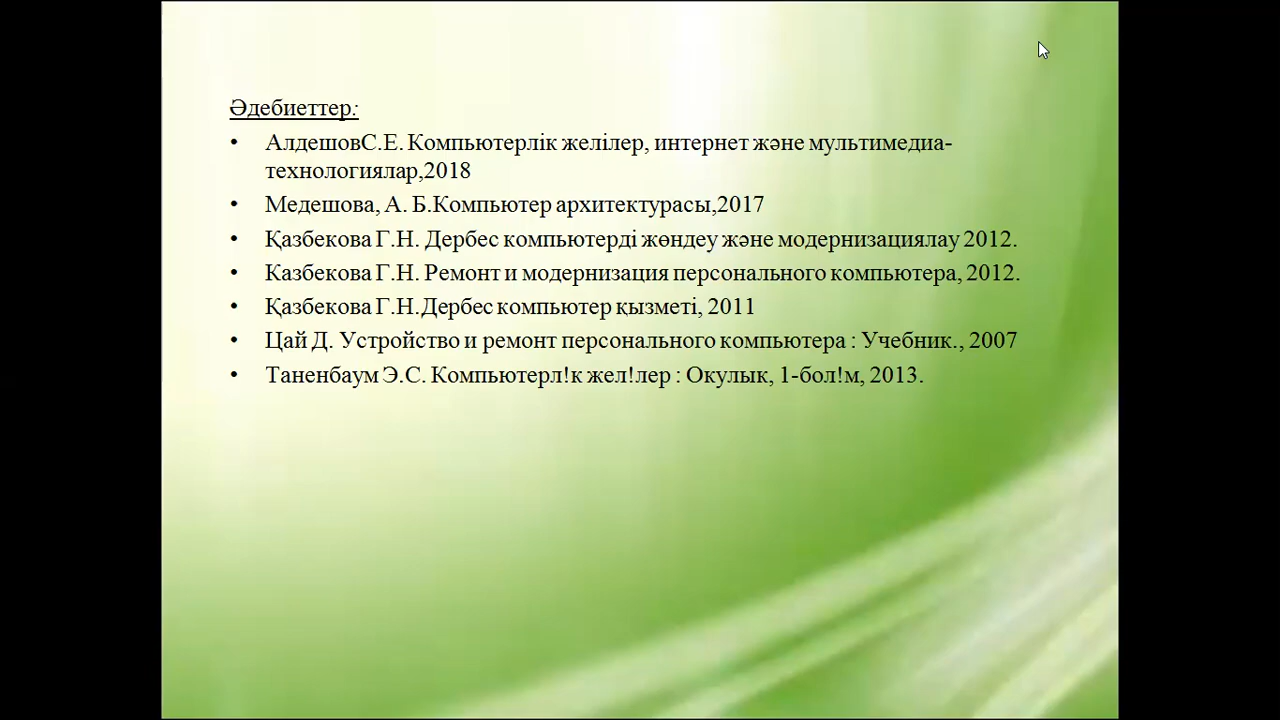 Әдебиеттер:
• АлдешовС.Е. Компьютерлік желілер, интернет және мультимедиа-
технологиялар,2018
• Медешова, А. Б.Компьютер архитектурасы,2017
• Қазбекова Г.Н. Дербес компьютерді жөндеу және модернизациялау 2012.
• Казбекова Г.Н. Ремонт и модернизация персонального компьютера, 2012.
• Қазбекова Г.Н.Дербес компьютер қызметі, 2011
• Цай Д. Устройство и ремонт персонального компьютера : Учебник., 2007
• Таненбаум Э.С. Компьютерл!к жел!лер : Окулык, 1-бол!м, 2013.